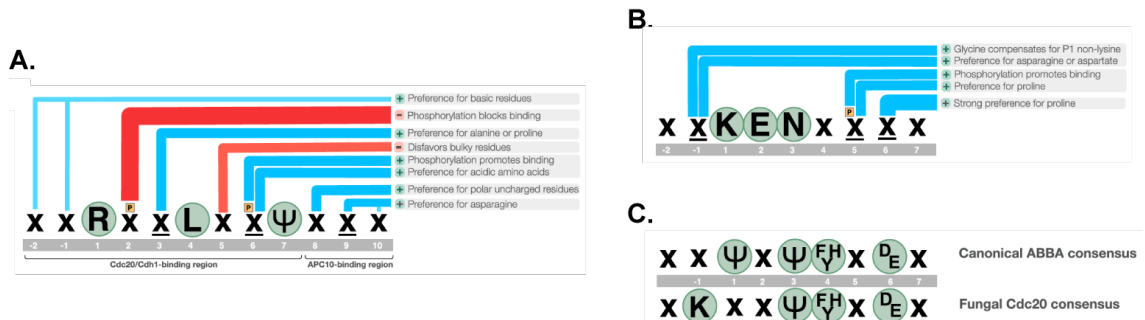 A.
Preference for basic residues
Phosphorylation blocks binding
Preference for alanine or proline
Disfavors bulky residues
Phosphorylation promotes binding
Preference for acidic amino acids
Preference for polar uncharged residues
Preference for asparagine
P P
x x R x x L x x Ψ x x x
-2 -1 1 2 3 4 5 6 7 8 9 10
Cdc20/Cdh1-binding region APC10-binding region
B.
Glycine compensates for P1 non-lysine
Preference for asparagine or aspartate
Phosphorylation promotes binding
Preference for proline
Strong preference for proline
P
x x K E N x x x x
-2 -1 1 2 3 4 5 6 7
C.
x x Ψ x Ψ F H Y x D E x Canonical ABBA consensus
-1 1 2 3 4 5 6 7
x K x x Ψ F H Y x D E x Fungal Cdc20 consensus